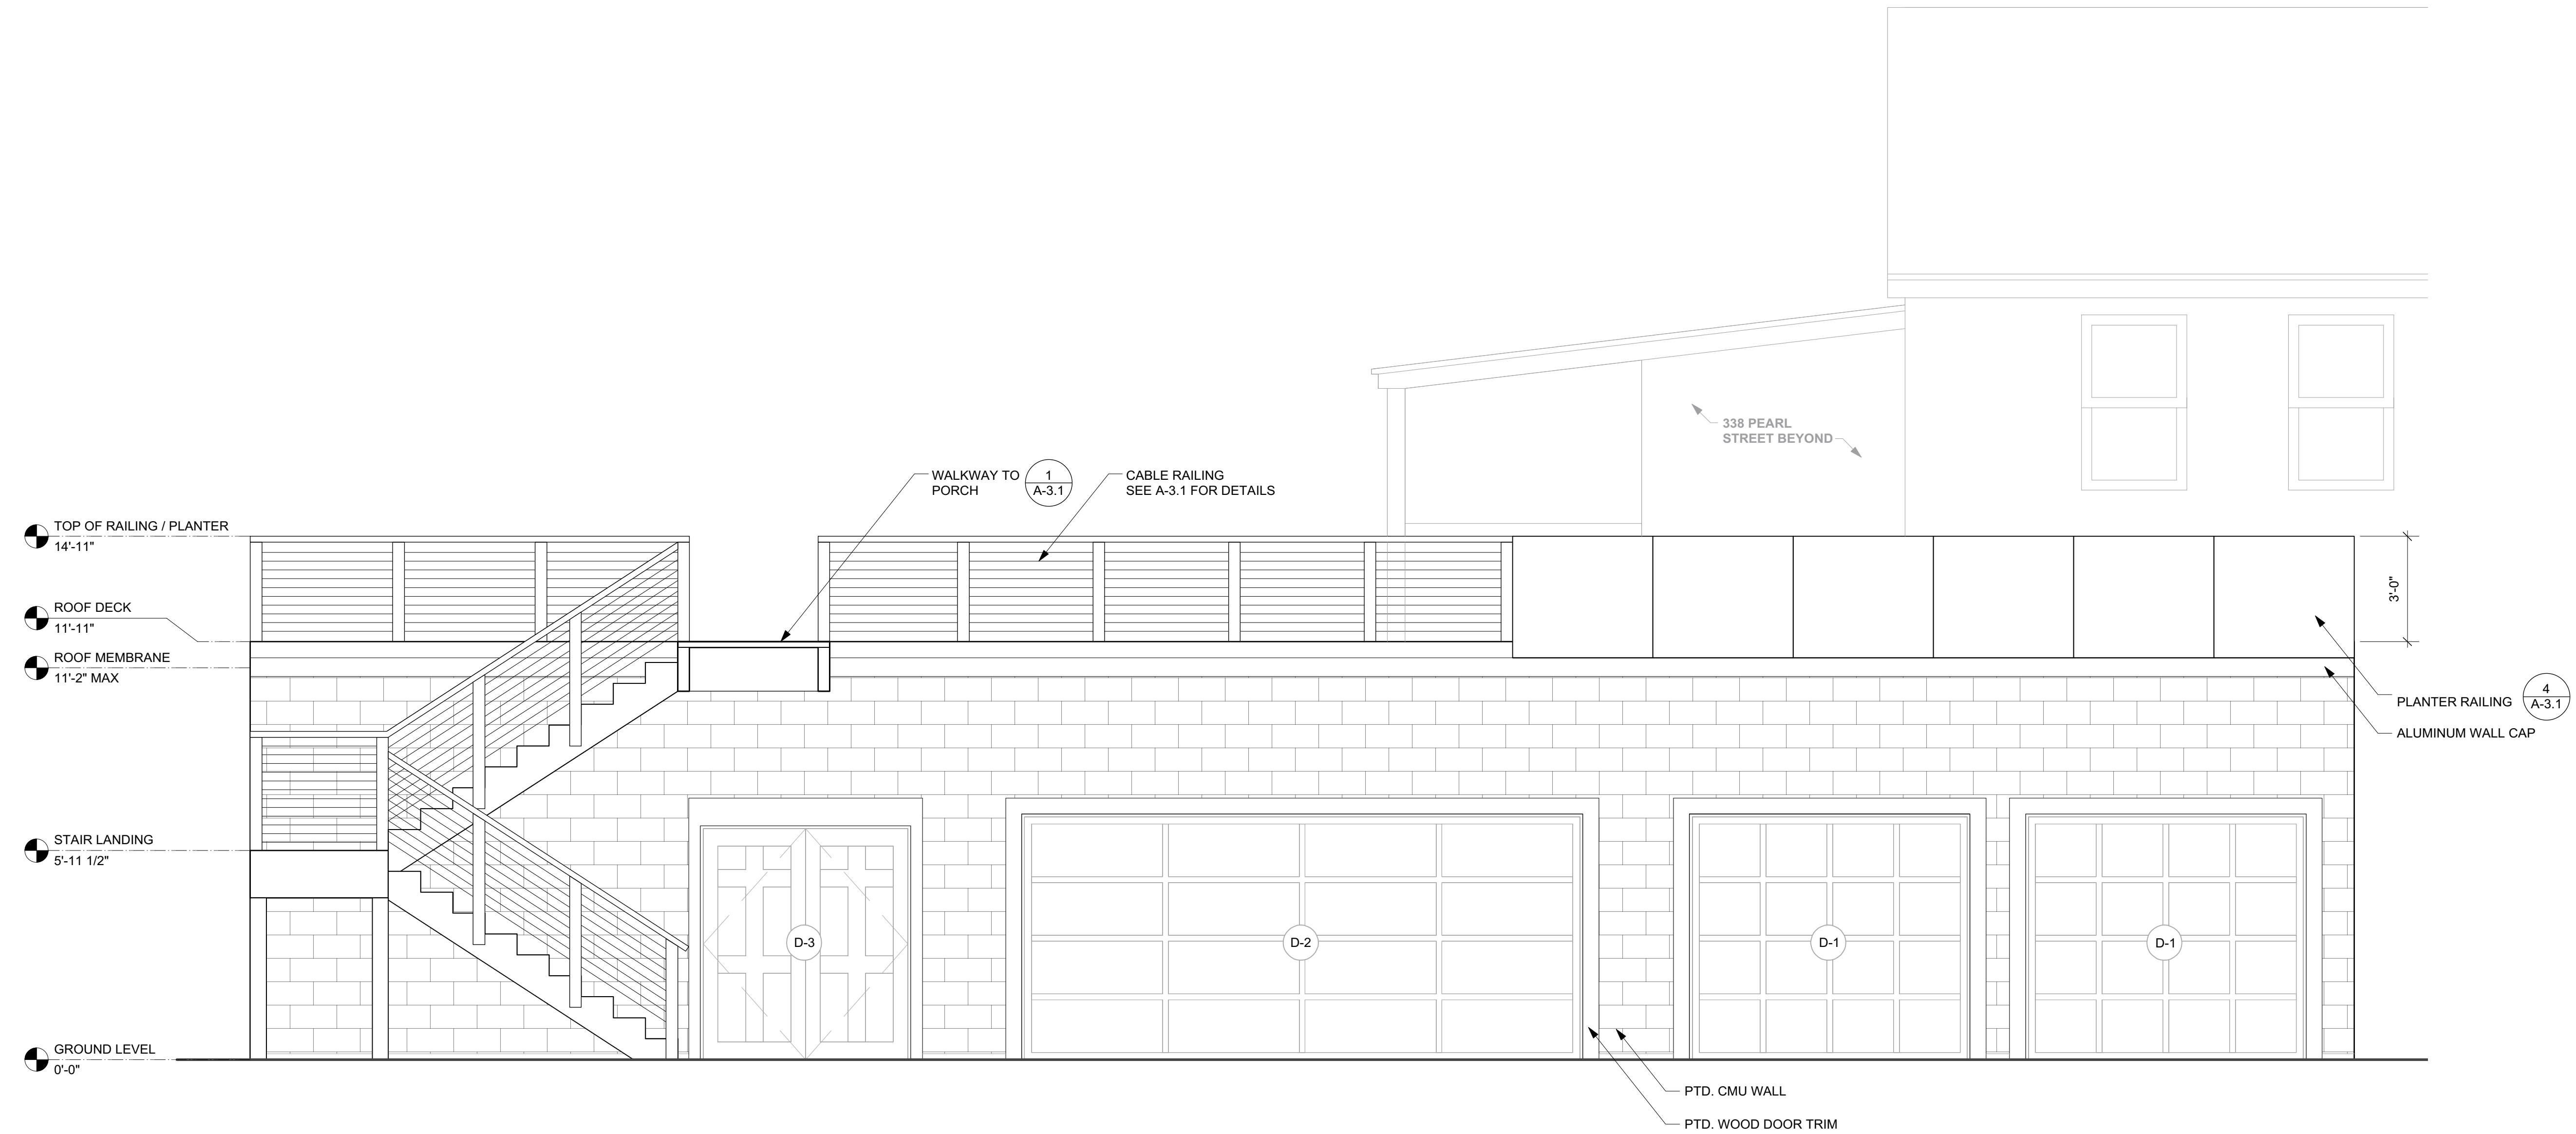 338 PEARL
STREET BEYOND
WALKWAY TO
PORCH
1
A-3.1
CABLE RAILING
SEE A-3.1 FOR DETAILS
TOP OF RAILING / PLANTER
14'-11"
ROOF DECK
11'-11"
3'-0"
ROOF MEMBRANE
11'-2" MAX
PLANTER RAILING
4
A-3.1
ALUMINUM WALL CAP
STAIR LANDING
5'-11 1/2"
D-3
D-2
D-1
D-1
GROUND LEVEL
0'-0"
PTD. CMU WALL
PTD. WOOD DOOR TRIM